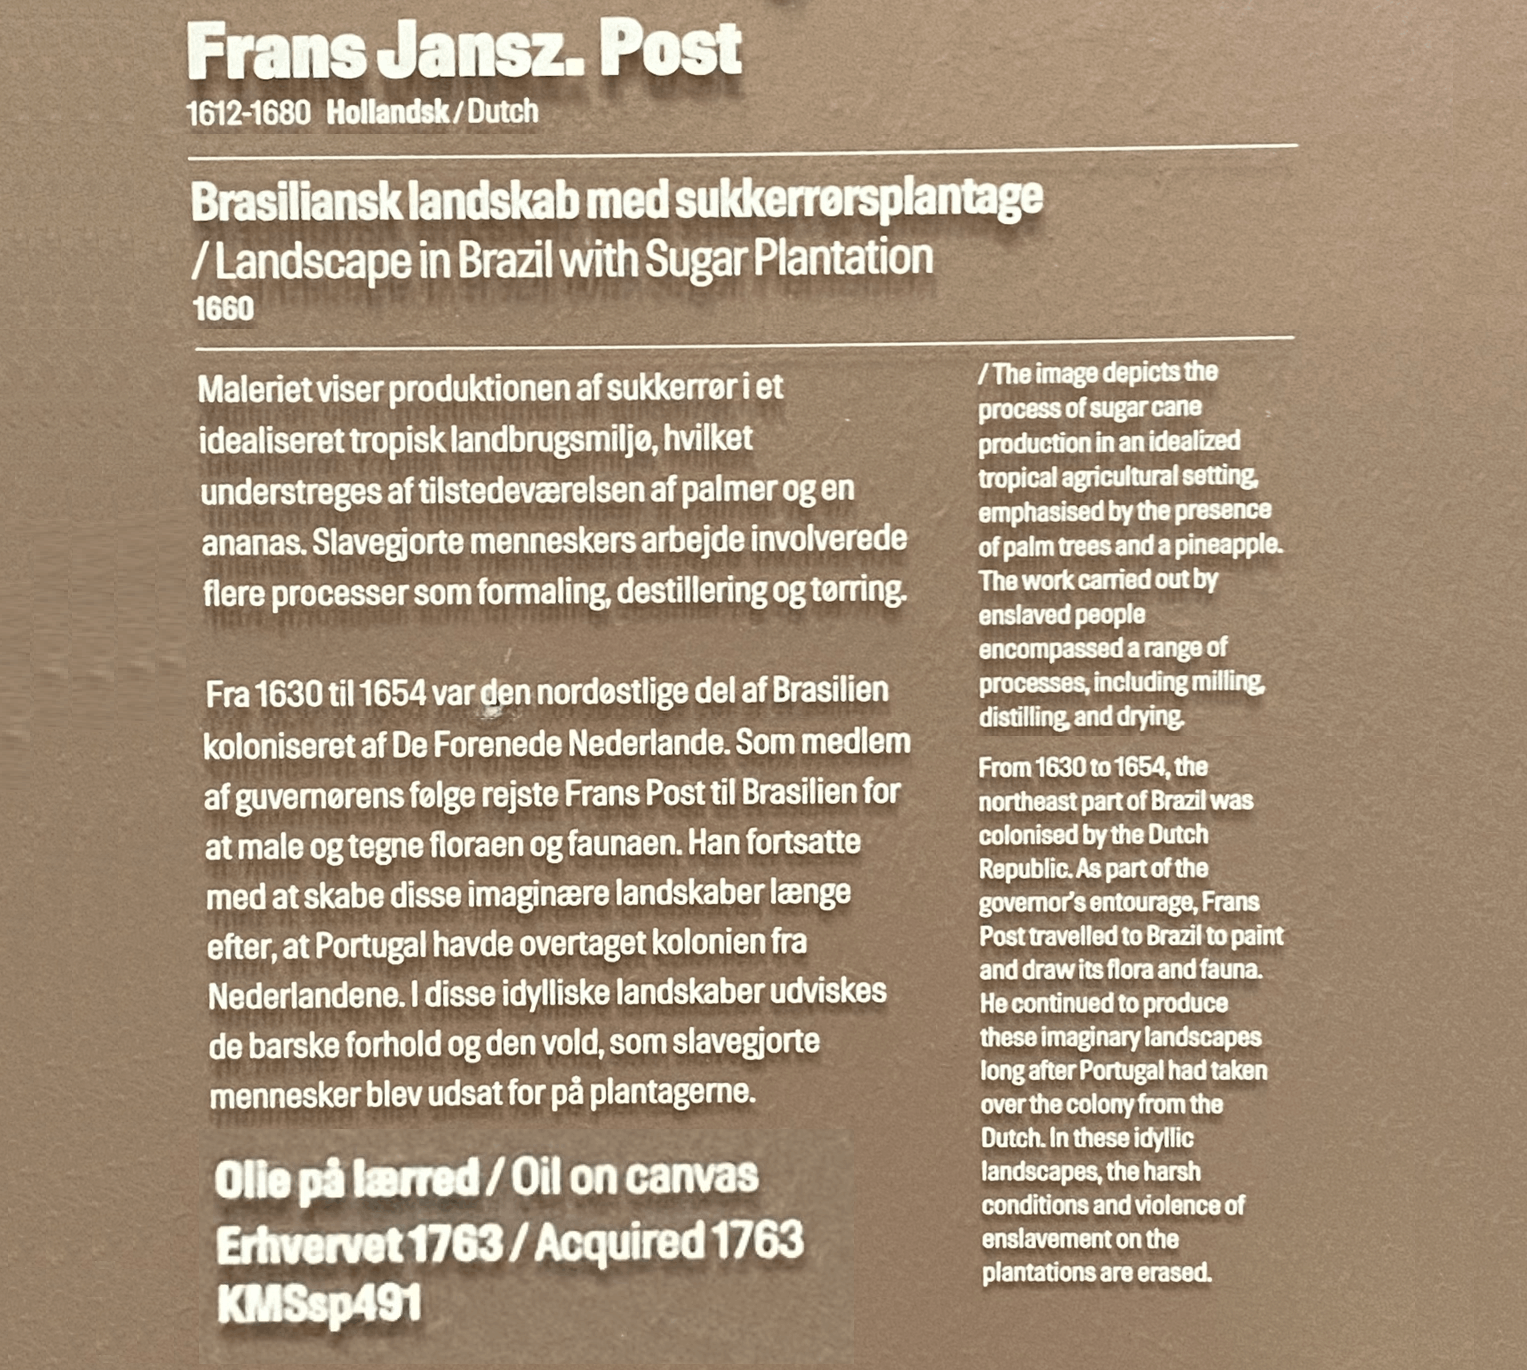 Frans Jansz. Post
1612-1680 Hollandsk / Dutch
Brasiliansk landskab med sukkerrørsplantage
/ Landscape in Brazil with Sugar Plantation
1660
Maleriet viser produktionen af sukkerrør i et
idealiseret tropisk landbrugsmiljø, hvilket
understreges af tilstedeværelsen af palmer og en
ananas. Slavegjorte menneskers arbejde involverede
flere processer som formaling, destillering og tørring.
Fra 1630 til 1654 var den nordøstlige del af Brasilien
koloniseret af De Forenede Nederlande. Som medlem
af guvernørens følge rejste Frans Post til Brasilien for
at male og tegne floraen og faunaen. Han fortsatte
med at skabe disse imaginære landskaber længe
efter, at Portugal havde overtaget kolonien fra
Nederlandene. I disse idylliske landskaber udviskes
de barske forhold og den vold, som slavegjorte
mennesker blev udsat for på plantagerne.
Olie på lærred / Oil on canvas
Erhvervet 1763 / Acquired 1763
KMSsp491
/ The image depicts the
process of sugar cane
production in an idealized
tropical agricultural setting,
emphasised by the presence
of palm trees and a pineapple.
The work carried out by
enslaved people
encompassed a range of
processes, including milling,
distilling, and drying.
From 1630 to 1654, the
northeast part of Brazil was
colonised by the Dutch
Republic. As part of the
governor's entourage, Frans
Post travelled to Brazil to paint
and draw its flora and fauna.
He continued to produce
these imaginary landscapes
long after Portugal had taken
over the colony from the
Dutch. In these idyllic
landscapes, the harsh
conditions and violence of
enslavement on the
plantations are erased.